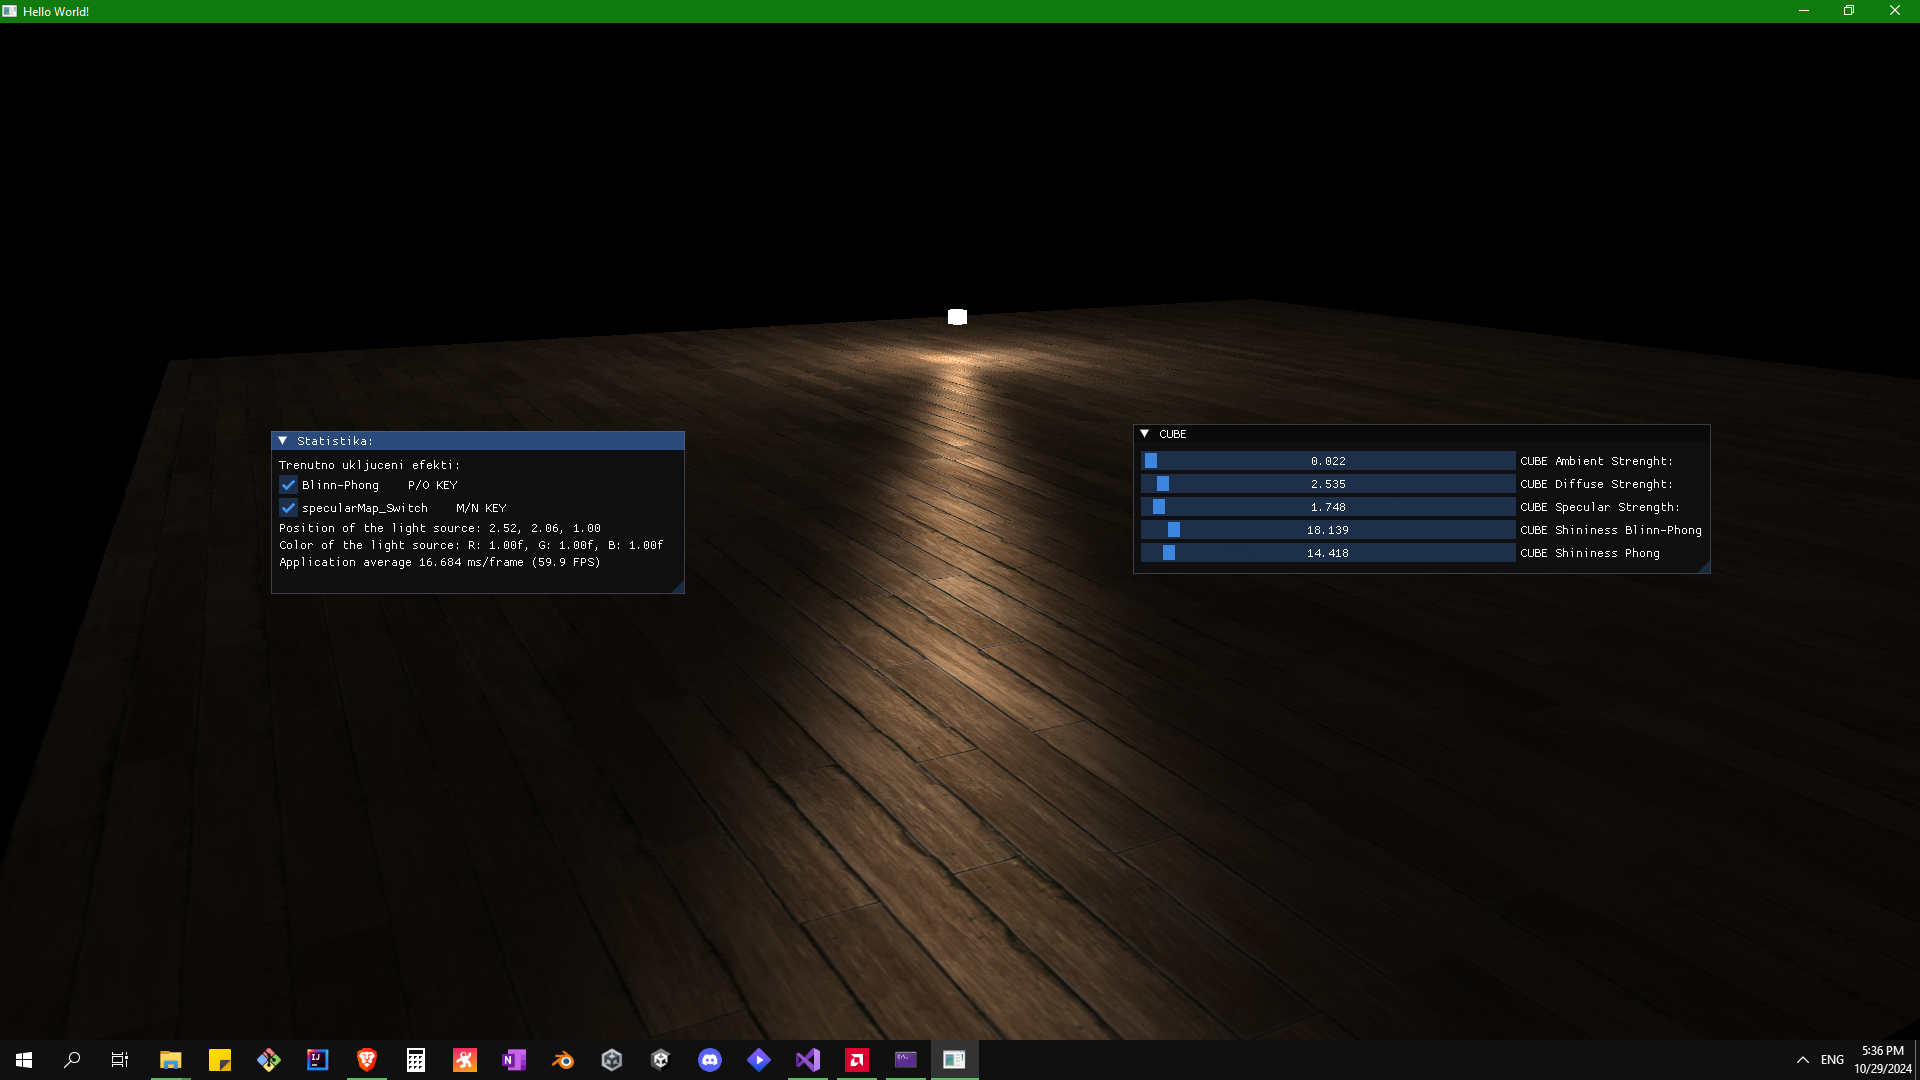 Hello World!
Statistika:
Trenutno ukljuceni efekti:
Blinn-Phong P/O KEY
specularMap_Switch M/N KEY
Position of the light source: 2.52, 2.06, 1.00
Color of the light source: R: 1.00f, G: 1.00f, B: 1.00f
Application average 16.684 ms/frame (59.9 FPS)
CUBE
0.022 CUBE Ambient Strenght:
2.535 CUBE Diffuse Strenght:
1.748 CUBE Specular Strength:
18.139 CUBE Shininess Blinn-Phong
14.418 CUBE Shininess Phong
ENG
5:36 PM
10/29/2024